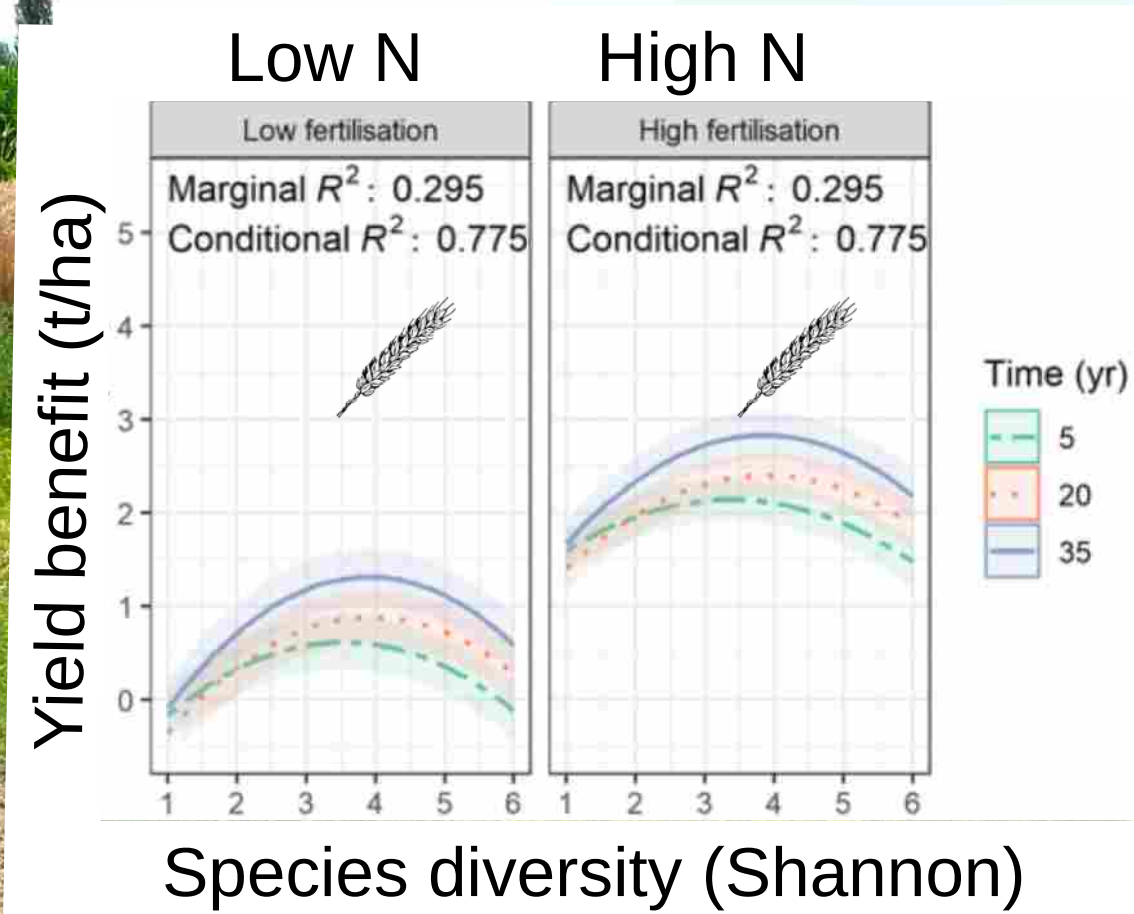 Low N High N
Low fertilisation High fertilisation
Marginal R²: 0.295 Marginal R²: 0.295
Conditional R²: 0.775 Conditional R²: 0.775
Yield benefit (t/ha)
5
4
3
2
1
0
1 2 3 4 5 6 1 2 3 4 5 6
Species diversity (Shannon)
Time (yr)
5
20
35